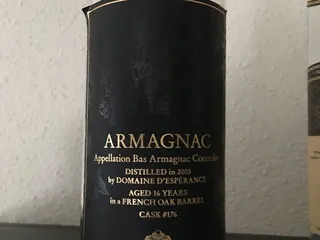 ARMAGNAC
Appellation Bas Armagnac Controlée
DISTILLED in 2003
by DOMAINE D'ESPÉRANCE
AGED 16 YEARS
in a FRENCH OAK BARREL
CASK #176